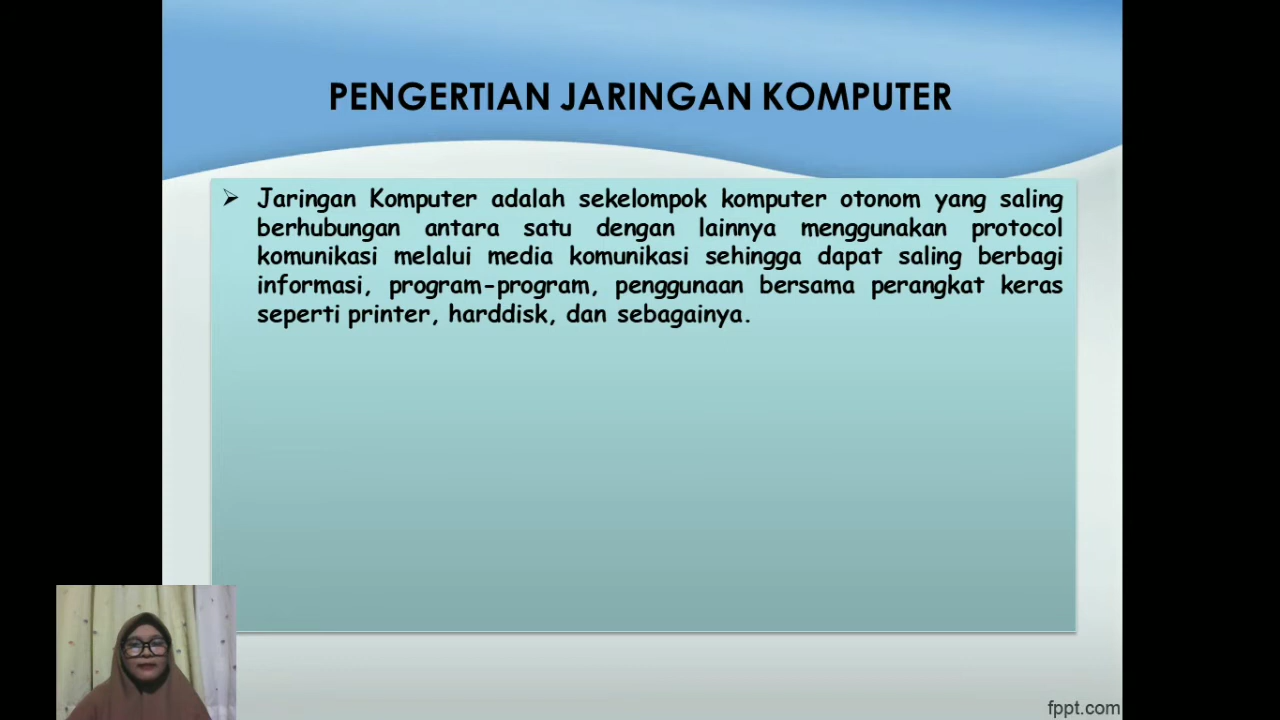 PENGERTIAN JARINGAN KOMPUTER
➢ Jaringan Komputer adalah sekelompok komputer otonom yang saling
berhubungan antara satu dengan lainnya menggunakan protocol
komunikasi melalui media komunikasi sehingga dapat saling berbagi
informasi, program-program, penggunaan bersama perangkat keras
seperti printer, harddisk, dan sebagainya.
fppt.com